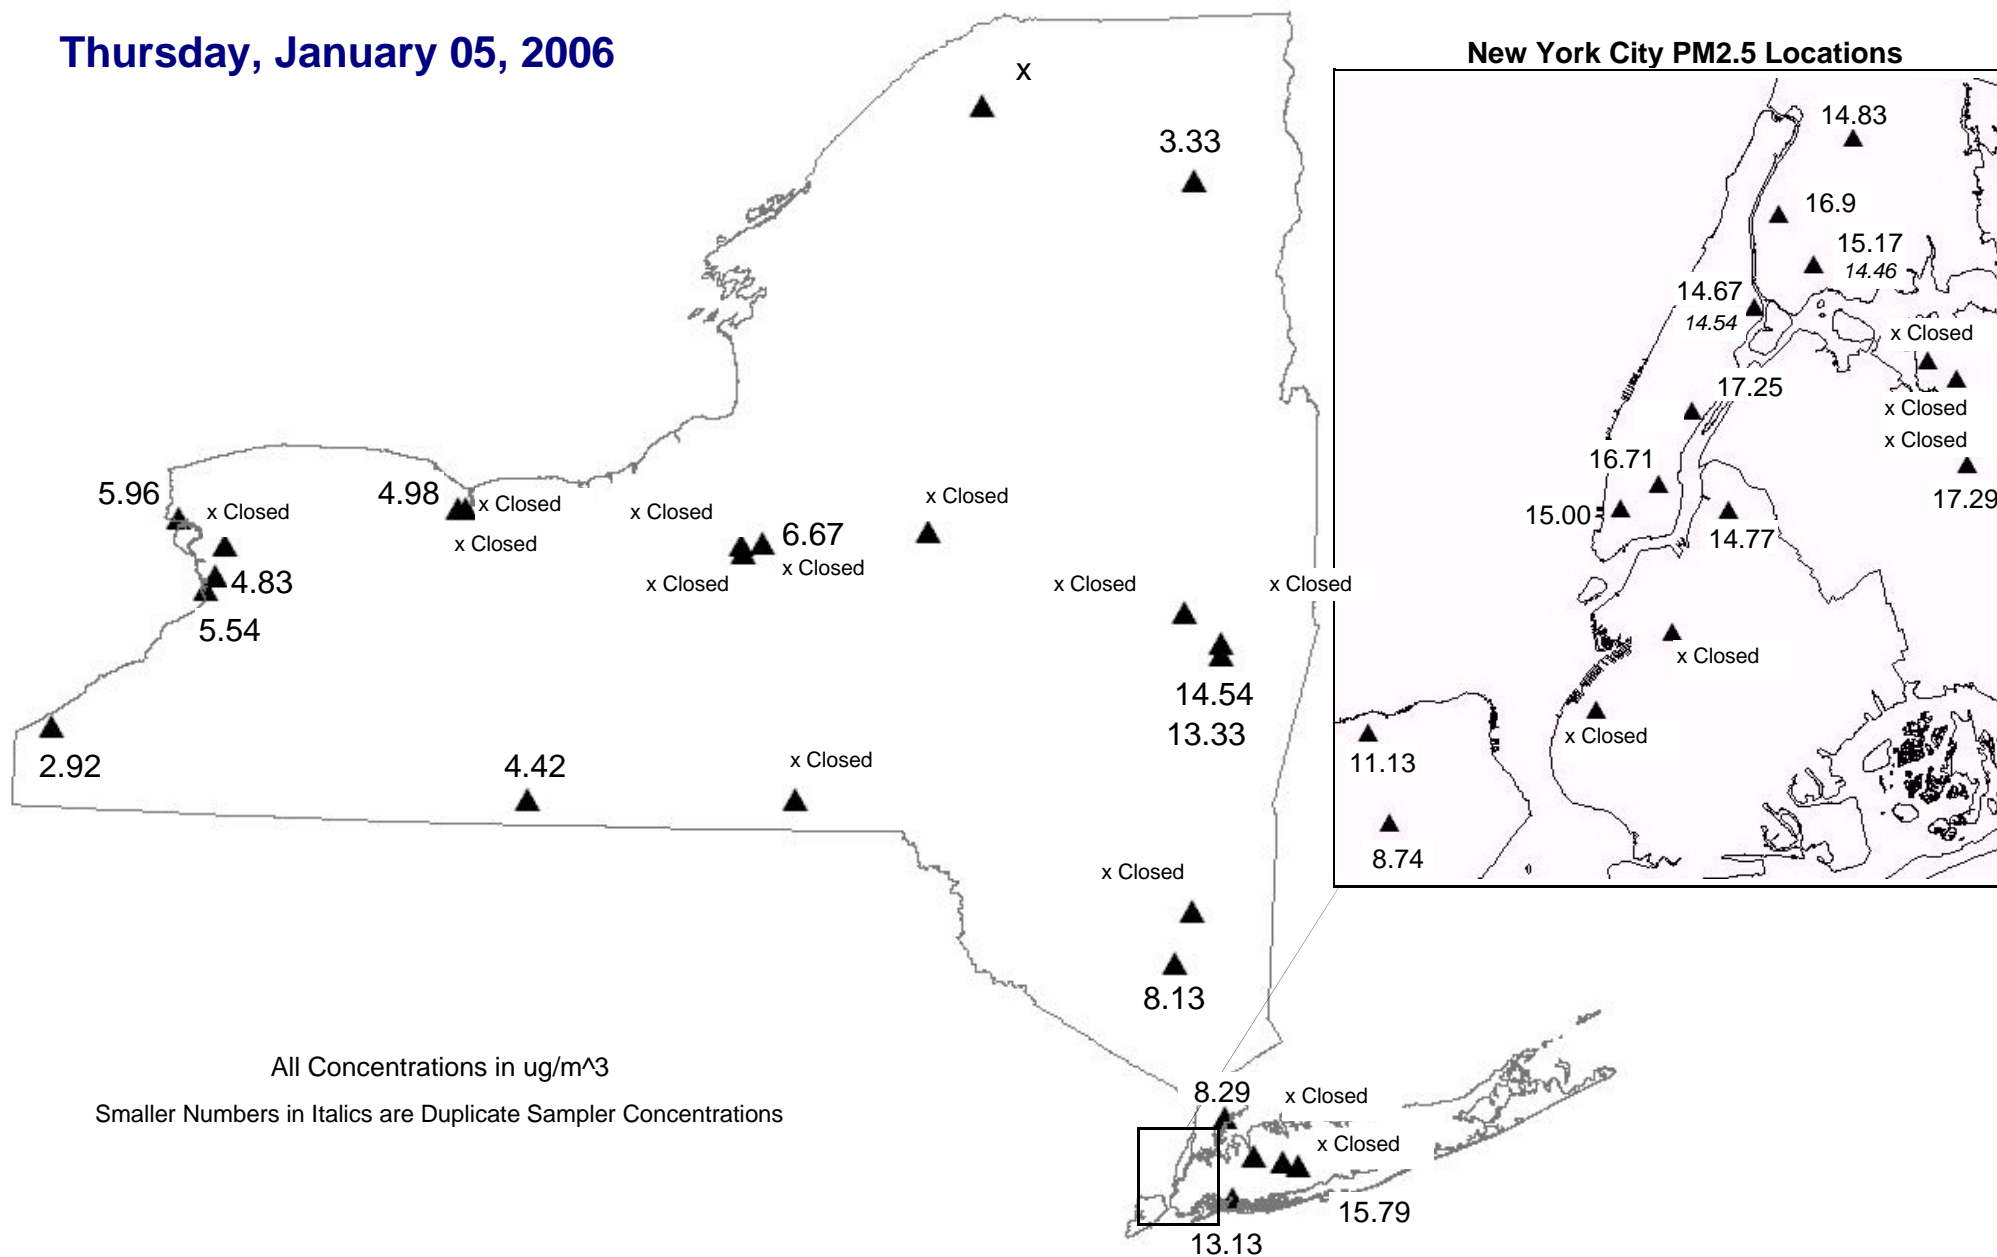 Thursday, January 05, 2006
x
3.33
5.96
x Closed
4.98
x Closed
x Closed
x Closed
6.67
x Closed
x Closed
x Closed
4.83
5.54
x Closed
x Closed
14.54
13.33
2.92
4.42
x Closed
x Closed
8.13
All Concentrations in ug/m^3
Smaller Numbers in Italics are Duplicate Sampler Concentrations
8.29
x Closed
x Closed
15.79
13.13
New York City PM2.5 Locations
14.83
16.9
15.17
14.46
14.67
14.54
x Closed
17.25
x Closed
x Closed
16.71
17.29
15.00
14.77
x Closed
x Closed
11.13
8.74